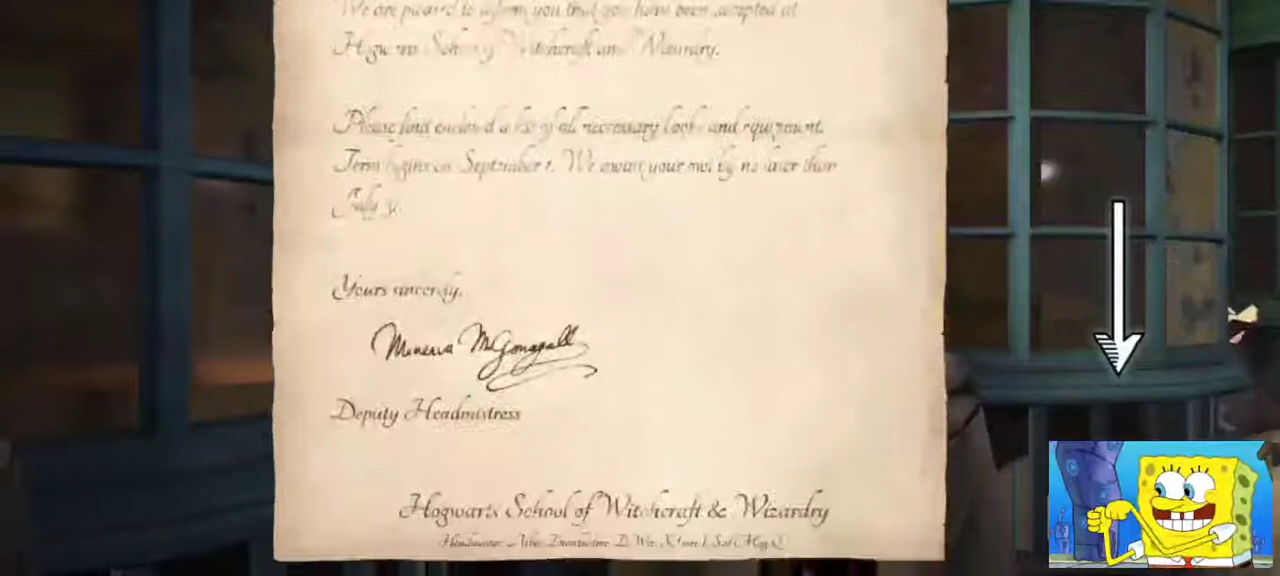 We are pleased to inform you that you have been accepted at
Hogwarts School of Witchcraft and Wizardry.
Please find enclosed a list of all necessary books and equipment.
Term begins on September 1. We await your owl by no later than
July 31.
Yours sincerely,
Minerva McGonagall
Deputy Headmistress
Hogwarts School of Witchcraft & Wizardry
Headmaster